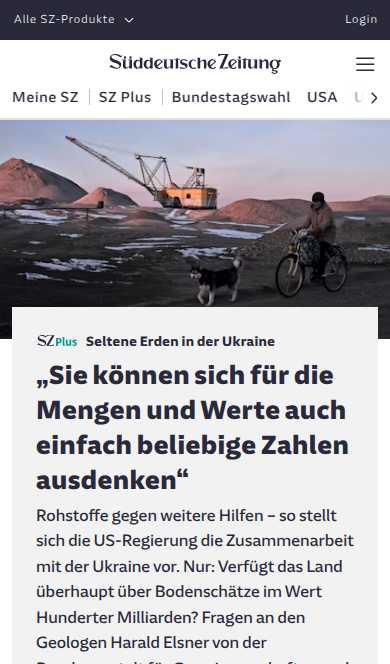 Alle SZ-Produkte
Login
Süddeutsche Zeitung
Meine SZ
SZ Plus
Bundestagswahl
USA
SZ Plus Seltene Erden in der Ukraine
„Sie können sich für die
Mengen und Werte auch
einfach beliebige Zahlen
ausdenken“
Rohstoffe gegen weitere Hilfen – so stellt
sich die US-Regierung die Zusammenarbeit
mit der Ukraine vor. Nur: Verfügt das Land
überhaupt über Bodenschätze im Wert
Hunderter Milliarden? Fragen an den
Geologen Harald Elsner von der